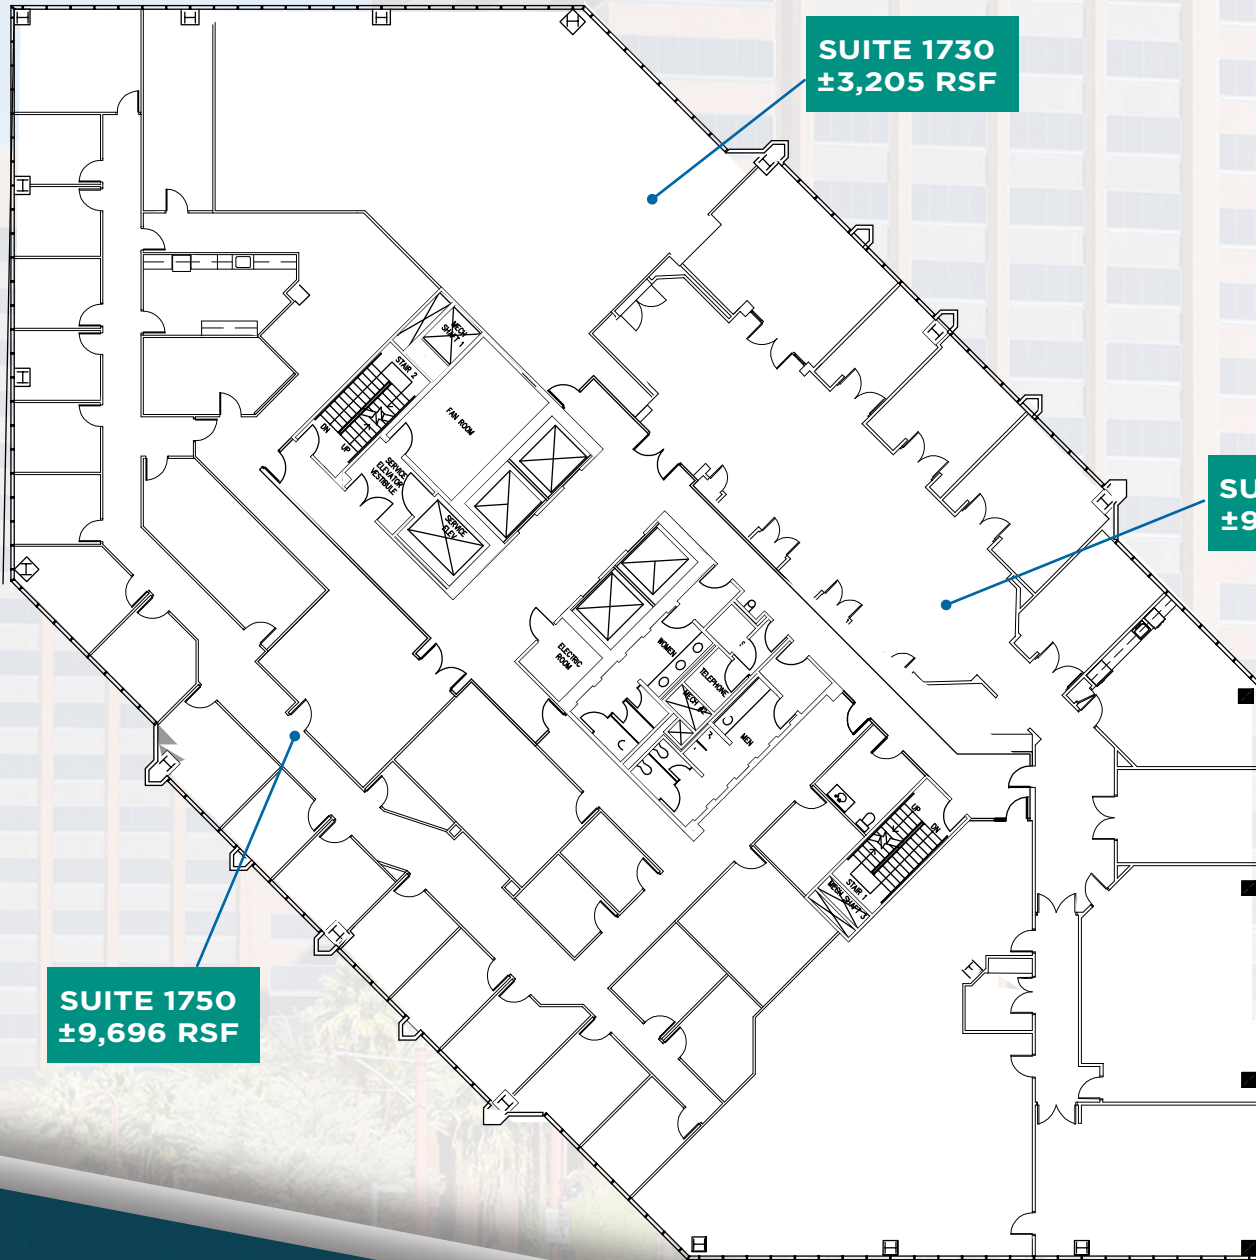 SUITE 1730
±3,205 RSF
MECH
SHAFT 1
STAIR 2
FAN ROOM
DN
UP
SERVICE
ELEVATOR
VESTIBULE
SERVICE
ELEV
SU
±9
ELECTRIC
ROOM
WOMEN
TELEPHONE
MECH #2
MEN
UP
DN
STAIR 1
MECH SHAFT 3
SUITE 1750
±9,696 RSF